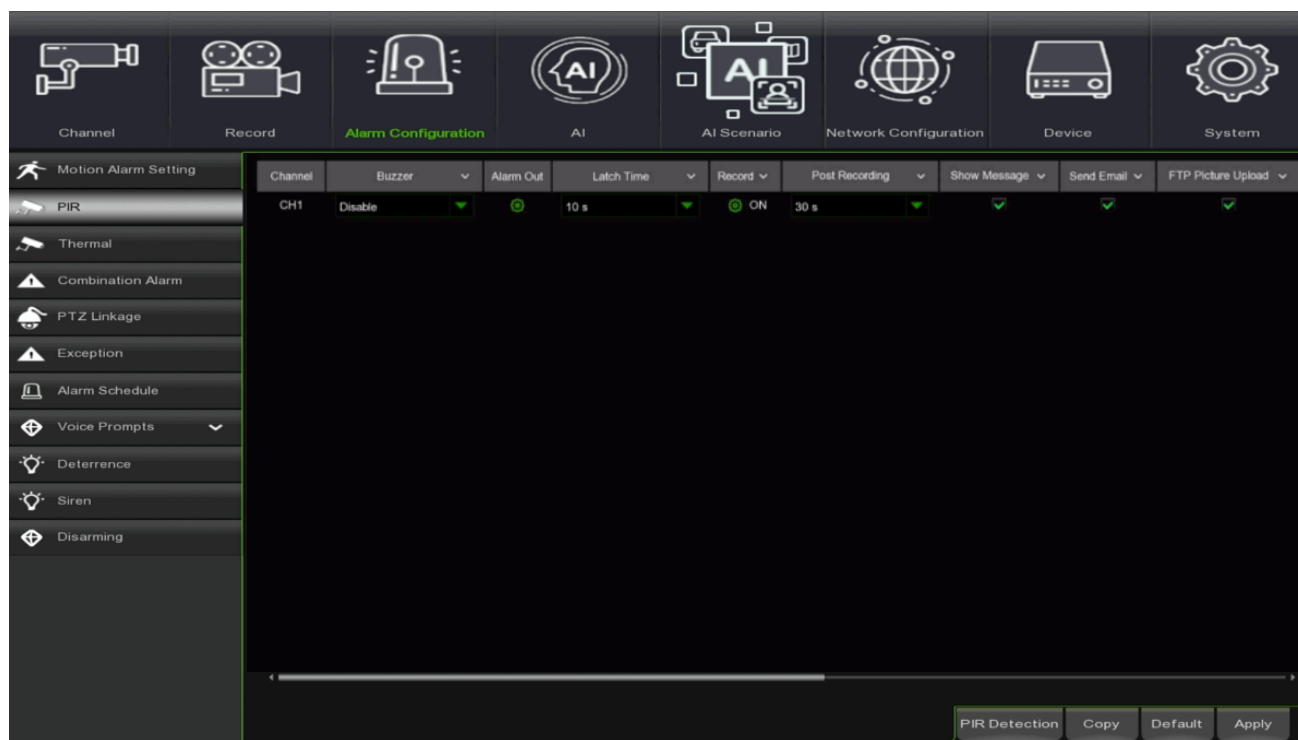 Channel Record Alarm Configuration AI AI Scenario Network Configuration Device System
Motion Alarm Setting
Channel Buzzer Alarm Out Latch Time Record Post Recording Show Message Send Email FTP Picture Upload
PIR
CH1 Disable 10 s ON 30 s
Thermal
Combination Alarm
PTZ Linkage
Exception
Alarm Schedule
Voice Prompts
Deterrence
Siren
Disarming
PIR Detection Copy Default Apply